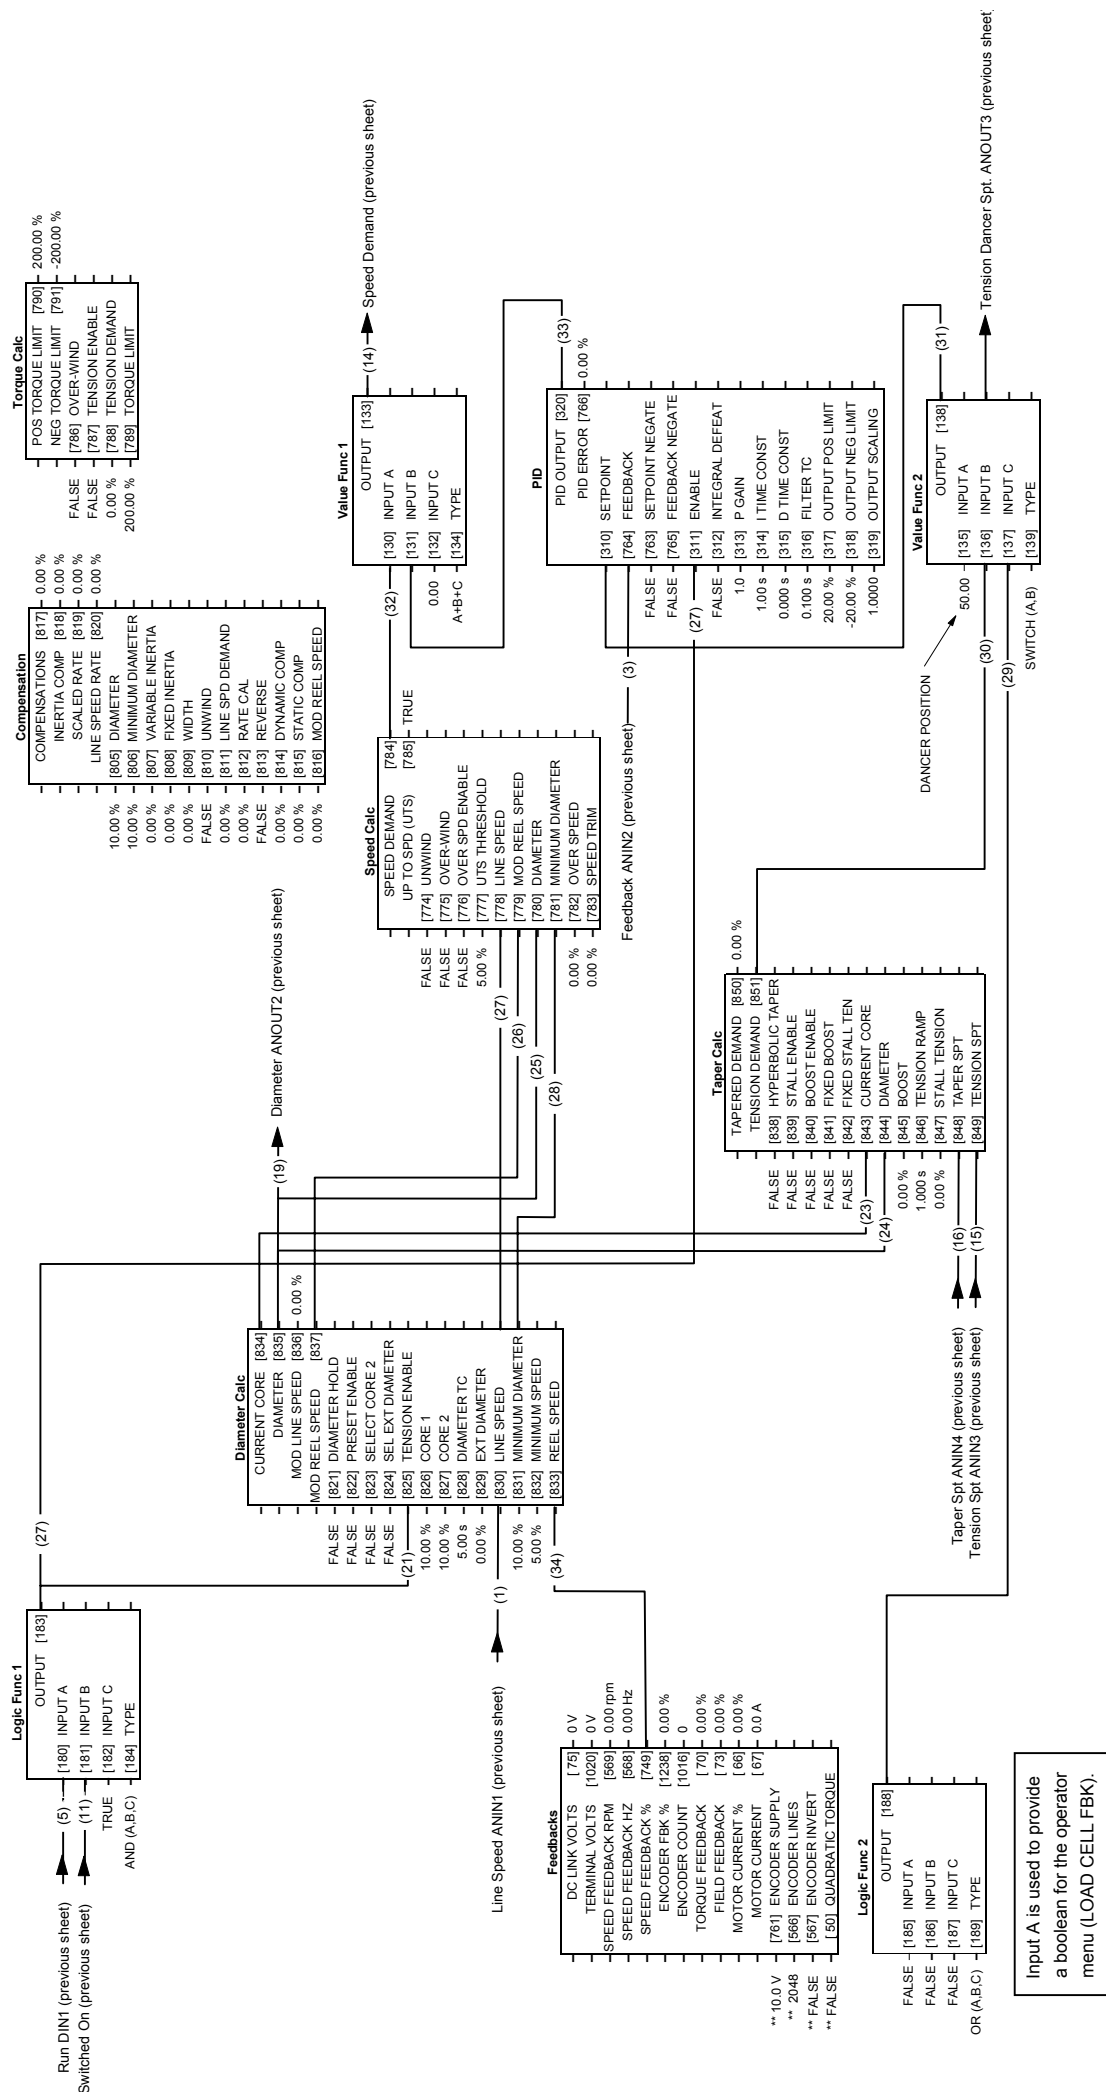 Run DIN1 (previous sheet)
Switched On (previous sheet)
(5)
(11)
TRUE
AND (A,B,C)
Logic Func 1
OUTPUT [183]
[180] INPUT A
[181] INPUT B
[182] INPUT C
[184] TYPE
(27)
(21)
Line Speed ANIN1 (previous sheet)
(1)
(34)
Diameter Calc
CURRENT CORE [834]
DIAMETER [835]
MOD LINE SPEED [836] 0.00 %
MOD REEL SPEED [837]
FALSE [821] DIAMETER HOLD
FALSE [822] PRESET ENABLE
FALSE [823] SELECT CORE 2
FALSE [824] SEL EXT DIAMETER
[825] TENSION ENABLE
10.00 % [826] CORE 1
10.00 % [827] CORE 2
5.00 s [828] DIAMETER TC
0.00 % [829] EXT DIAMETER
[830] LINE SPEED
10.00 % [831] MINIMUM DIAMETER
5.00 % [832] MINIMUM SPEED
[833] REEL SPEED
(19)
Diameter ANOUT2 (previous sheet)
Compensation
COMPENSATIONS [817] 0.00 %
INERTIA COMP [818] 0.00 %
SCALED RATE [819] 0.00 %
LINE SPEED RATE [820] 0.00 %
10.00 % [805] DIAMETER
10.00 % [806] MINIMUM DIAMETER
0.00 % [807] VARIABLE INERTIA
0.00 % [808] FIXED INERTIA
0.00 % [809] WIDTH
FALSE [810] UNWIND
0.00 % [811] LINE SPD DEMAND
0.00 % [812] RATE CAL
FALSE [813] REVERSE
0.00 % [814] DYNAMIC COMP
0.00 % [815] STATIC COMP
0.00 % [816] MOD REEL SPEED
Torque Calc
POS TORQUE LIMIT [790] 200.00 %
NEG TORQUE LIMIT [791] -200.00 %
FALSE [786] OVER-WIND
FALSE [787] TENSION ENABLE
0.00 % [788] TENSION DEMAND
200.00 % [789] TORQUE LIMIT
Speed Calc
SPEED DEMAND [784]
UP TO SPD (UTS) [785] TRUE
FALSE [774] UNWIND
FALSE [775] OVER-WIND
FALSE [776] OVER SPD ENABLE
5.00 % [777] UTS THRESHOLD
[778] LINE SPEED
[779] MOD REEL SPEED
[780] DIAMETER
[781] MINIMUM DIAMETER
0.00 % [782] OVER SPEED
0.00 % [783] SPEED TRIM
(27)
(26)
(25)
(28)
(32)
Value Func 1
OUTPUT [133]
[130] INPUT A
[131] INPUT B
0.00 [132] INPUT C
A+B+C [134] TYPE
(14)
Speed Demand (previous sheet)
Feedback ANIN2 (previous sheet)
(3)
(27)
PID
PID OUTPUT [320]
PID ERROR [766] 0.00 %
[310] SETPOINT
[764] FEEDBACK
FALSE [763] SETPOINT NEGATE
FALSE [765] FEEDBACK NEGATE
[311] ENABLE
FALSE [312] INTEGRAL DEFEAT
1.0 [313] P GAIN
1.00 s [314] I TIME CONST
0.000 s [315] D TIME CONST
0.100 s [316] FILTER TC
20.00 % [317] OUTPUT POS LIMIT
-20.00 % [318] OUTPUT NEG LIMIT
1.0000 [319] OUTPUT SCALING
(33)
Feedbacks
DC LINK VOLTS [ 75] 0 V
TERMINAL VOLTS [1020] 0 V
SPEED FEEDBACK RPM [569] 0.00 rpm
SPEED FEEDBACK HZ [568] 0.00 Hz
SPEED FEEDBACK % [749]
ENCODER FBK % [1238] 0.00 %
ENCODER COUNT [1016] 0
TORQUE FEEDBACK [ 70] 0.00 %
FIELD FEEDBACK [ 73] 0.00 %
MOTOR CURRENT % [ 66] 0.00 %
MOTOR CURRENT [ 67] 0.0 A
** 10.0 V [761] ENCODER SUPPLY
** 2048 [566] ENCODER LINES
** FALSE [567] ENCODER INVERT
** FALSE [ 50] QUADRATIC TORQUE
Taper Calc
TAPERED DEMAND [850] 0.00 %
TENSION DEMAND [851]
FALSE [838] HYPERBOLIC TAPER
FALSE [839] STALL ENABLE
FALSE [840] BOOST ENABLE
FALSE [841] FIXED BOOST
FALSE [842] FIXED STALL TEN
[843] CURRENT CORE
[844] DIAMETER
0.00 % [845] BOOST
1.000 s [846] TENSION RAMP
0.00 % [847] STALL TENSION
[848] TAPER SPT
[849] TENSION SPT
(23)
(24)
(16)
(15)
Taper Spt ANIN4 (previous sheet)
Tension Spt ANIN3 (previous sheet)
DANCER POSITION
(30)
(29)
Value Func 2
OUTPUT [138]
50.00 [135] INPUT A
[136] INPUT B
[137] INPUT C
SWITCH (A,B) [139] TYPE
(31)
Tension Dancer Spt. ANOUT3 (previous sheet)
Logic Func 2
OUTPUT [188]
FALSE [185] INPUT A
FALSE [186] INPUT B
FALSE [187] INPUT C
OR (A,B,C) [189] TYPE
Input A is used to provide
a boolean for the operator
menu (LOAD CELL FBK).